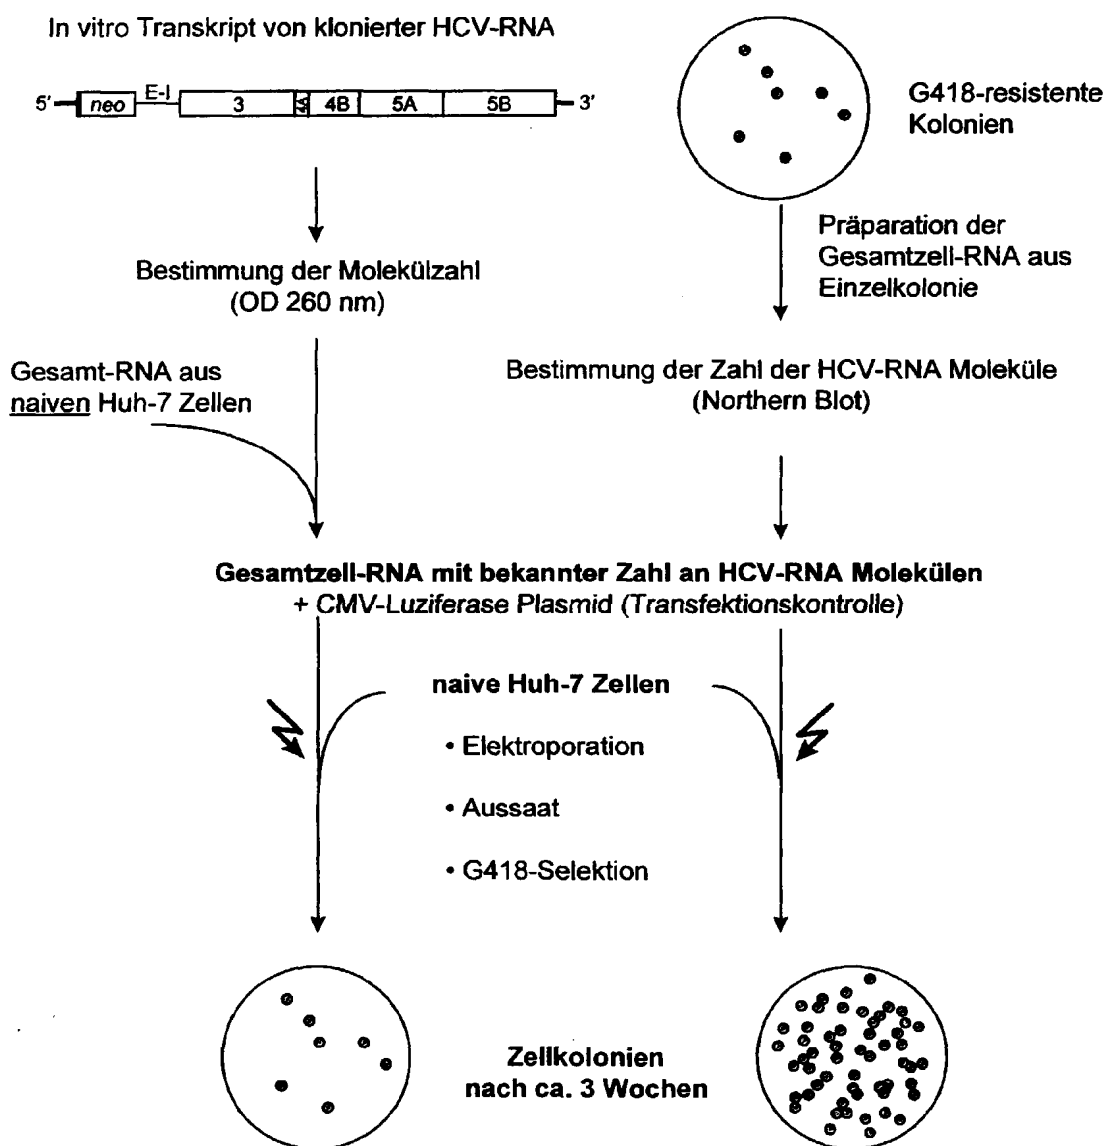 In vitro Transkript von klonierter HCV-RNA
5' neo E-I 3 4A 4B 5A 5B 3'
G418-resistente
Kolonien
Bestimmung der Molekülzahl
(OD 260 nm)
Präparation der
Gesamtzell-RNA aus
Einzelkolonie
Gesamt-RNA aus
naiven Huh-7 Zellen
Bestimmung der Zahl der HCV-RNA Moleküle
(Northern Blot)
Gesamtzell-RNA mit bekannter Zahl an HCV-RNA Molekülen
+ CMV-Luziferase Plasmid (Transfektionskontrolle)
naive Huh-7 Zellen
• Elektroporation
• Aussaat
• G418-Selektion
Zellkolonien
nach ca. 3 Wochen